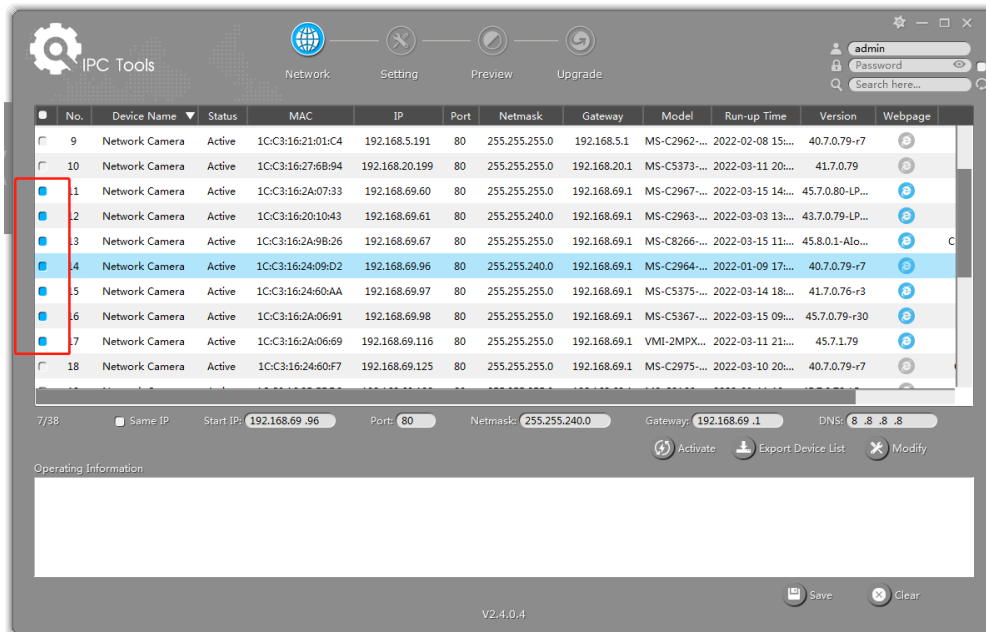 IPC Tools
Network Setting Preview Upgrade
admin
Password
Search here...
No. Device Name ▼ Status MAC IP Port Netmask Gateway Model Run-up Time Version Webpage
9 Network Camera Active 1C:C3:16:21:01:C4 192.168.5.191 80 255.255.255.0 192.168.5.1 MS-C2962-... 2022-02-08 15:... 40.7.0.79-r7
10 Network Camera Active 1C:C3:16:27:6B:94 192.168.20.199 80 255.255.255.0 192.168.20.1 MS-C5373-... 2022-03-11 20:... 41.7.0.79
11 Network Camera Active 1C:C3:16:2A:07:33 192.168.69.60 80 255.255.255.0 192.168.69.1 MS-C2967-... 2022-03-15 14:... 45.7.0.80-LP...
12 Network Camera Active 1C:C3:16:20:10:43 192.168.69.61 80 255.255.240.0 192.168.69.1 MS-C2963-... 2022-03-03 13:... 43.7.0.79-LP...
13 Network Camera Active 1C:C3:16:2A:9B:26 192.168.69.67 80 255.255.255.0 192.168.69.1 MS-C8266-... 2022-03-15 11:... 45.8.0.1-AIo... C
14 Network Camera Active 1C:C3:16:24:09:D2 192.168.69.96 80 255.255.240.0 192.168.69.1 MS-C2964-... 2022-01-09 17:... 40.7.0.79-r7
15 Network Camera Active 1C:C3:16:24:60:AA 192.168.69.97 80 255.255.255.0 192.168.69.1 MS-C5375-... 2022-03-14 18:... 41.7.0.76-r3
16 Network Camera Active 1C:C3:16:2A:06:91 192.168.69.98 80 255.255.255.0 192.168.69.1 MS-C5367-... 2022-03-15 09:... 45.7.0.79-r30
17 Network Camera Active 1C:C3:16:2A:06:69 192.168.69.116 80 255.255.255.0 192.168.69.1 VMI-2MPX... 2022-03-11 21:... 45.7.1.79
18 Network Camera Active 1C:C3:16:24:60:F7 192.168.69.125 80 255.255.255.0 192.168.69.1 MS-C2975-... 2022-03-10 20:... 40.7.0.79-r7
7/38 Same IP Start IP: 192.168.69 .96 Port: 80 Netmask: 255.255.240.0 Gateway: 192.168.69 .1 DNS: 8 .8 .8 .8
Activate Export Device List Modify
Operating Information
Save Clear
V2.4.0.4